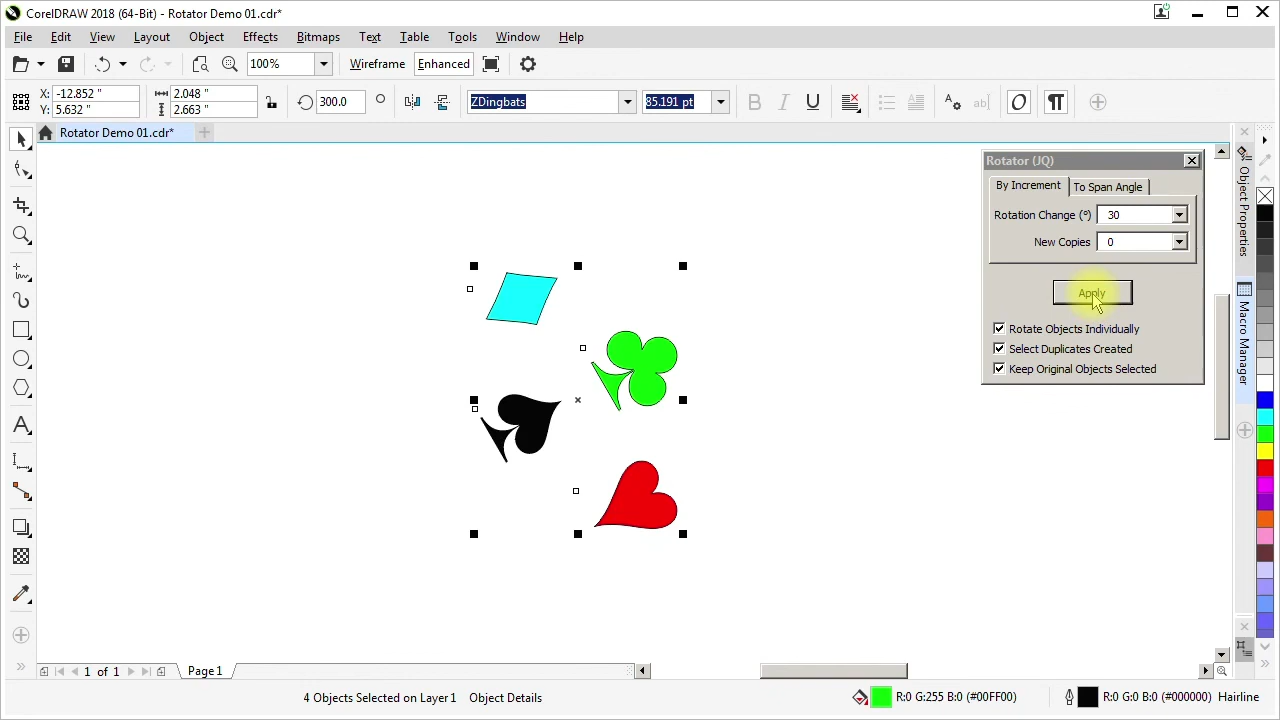 CorelDRAW 2018 (64-Bit) - Rotator Demo 01.cdr*
File Edit View Layout Object Effects Bitmaps Text Table Tools Window Help
100% Wireframe Enhanced
X: -12.852 " 2.048 " 300.0 ZDingbats 85.191 pt
Y: 5.632 " 2.663 "
Rotator Demo 01.cdr*
Rotator (JQ)
By Increment To Span Angle
Rotation Change (º) 30
New Copies 0
Apply
Rotate Objects Individually
Select Duplicates Created
Keep Original Objects Selected
Object Properties
Macro Manager
1 of 1 Page 1
4 Objects Selected on Layer 1 Object Details R:0 G:255 B:0 (#00FF00) R:0 G:0 B:0 (#000000) Hairline